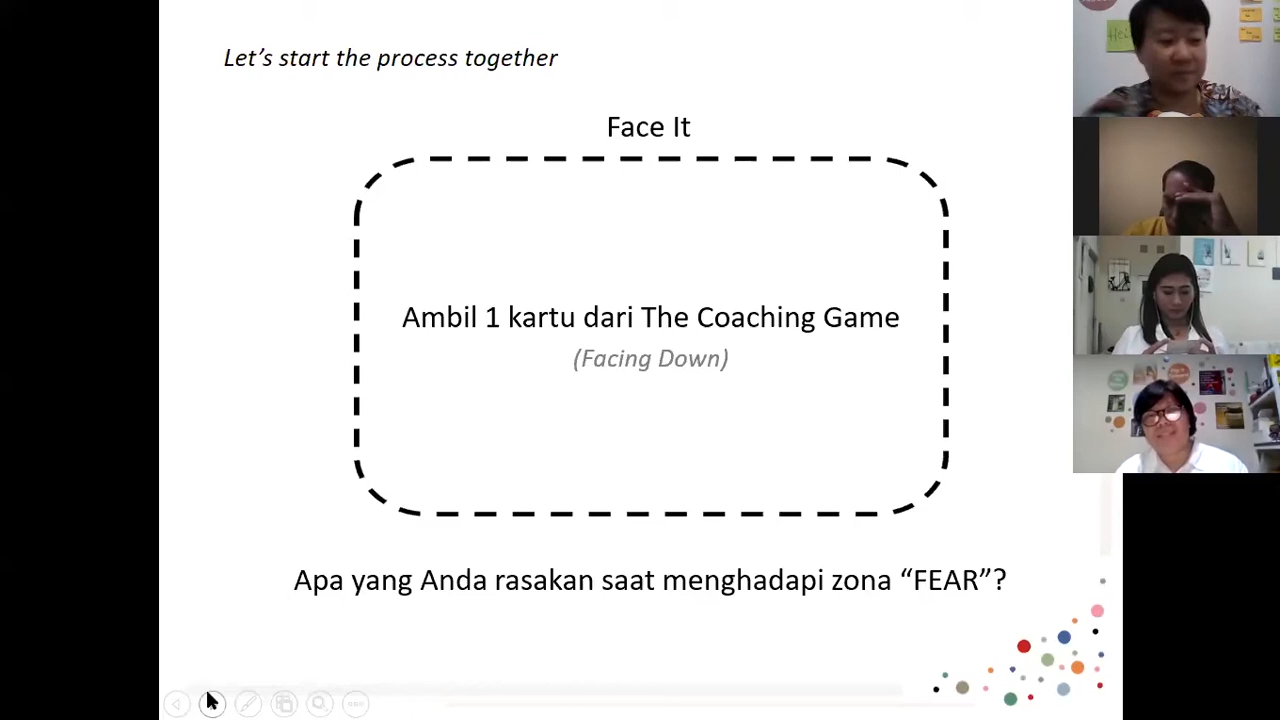 Let's start the process together
Face It
Ambil 1 kartu dari The Coaching Game
(Facing Down)
Apa yang Anda rasakan saat menghadapi zona “FEAR”?